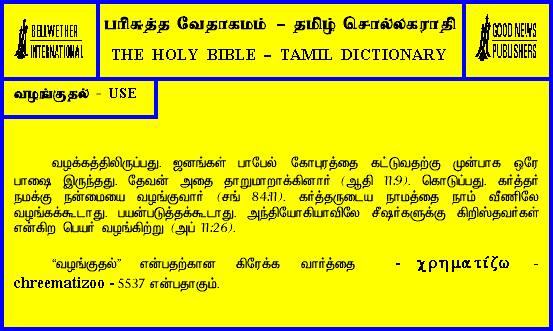 BELLWETHER
INTERNATIONAL
பரிசுத்த வேதாகமம் – தமிழ் சொல்லகராதி
THE HOLY BIBLE – TAMIL DICTIONARY
GOOD NEWS
PUBLISHERS
வழங்குதல் - USE
வழக்கத்திலிருப்பது. ஜனங்கள் பாபேல் கோபுரத்தை கட்டுவதற்கு முன்பாக ஒரே
பாஷை இருந்தது. தேவன் அதை தாறுமாறாக்கினார் (ஆதி 11:9). கொடுப்பது. கர்த்தர்
நமக்கு நன்மையை வழங்குவார் (சங் 84:11). கர்த்தருடைய நாமத்தை நாம் வீணிலே
வழங்கக்கூடாது. பயன்படுத்தக்கூடாது. அந்தியோகியாவிலே சீஷர்களுக்கு கிறிஸ்தவர்கள்
என்கிற பெயர் வழங்கிற்று (அப் 11:26).
“வழங்குதல்” என்பதற்கான கிரேக்க வார்த்தை - χρηματίζω -
chreematizoo - 5537 என்பதாகும்.